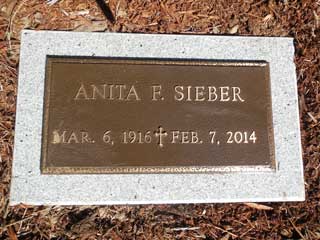 ANITA F. SIEBER
MAR. 6, 1916 ✝ FEB. 7, 2014